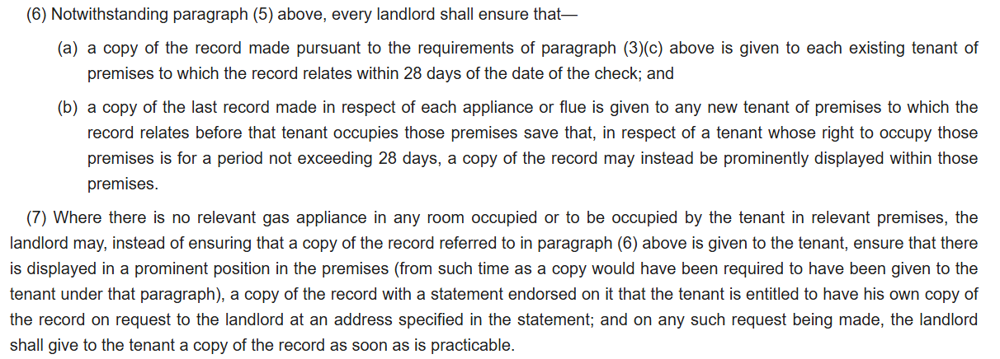 (6) Notwithstanding paragraph (5) above, every landlord shall ensure that—
(a) a copy of the record made pursuant to the requirements of paragraph (3)(c) above is given to each existing tenant of
premises to which the record relates within 28 days of the date of the check; and
(b) a copy of the last record made in respect of each appliance or flue is given to any new tenant of premises to which the
record relates before that tenant occupies those premises save that, in respect of a tenant whose right to occupy those
premises is for a period not exceeding 28 days, a copy of the record may instead be prominently displayed within those
premises.
(7) Where there is no relevant gas appliance in any room occupied or to be occupied by the tenant in relevant premises, the
landlord may, instead of ensuring that a copy of the record referred to in paragraph (6) above is given to the tenant, ensure that there
is displayed in a prominent position in the premises (from such time as a copy would have been required to have been given to the
tenant under that paragraph), a copy of the record with a statement endorsed on it that the tenant is entitled to have his own copy of
the record on request to the landlord at an address specified in the statement; and on any such request being made, the landlord
shall give to the tenant a copy of the record as soon as is practicable.